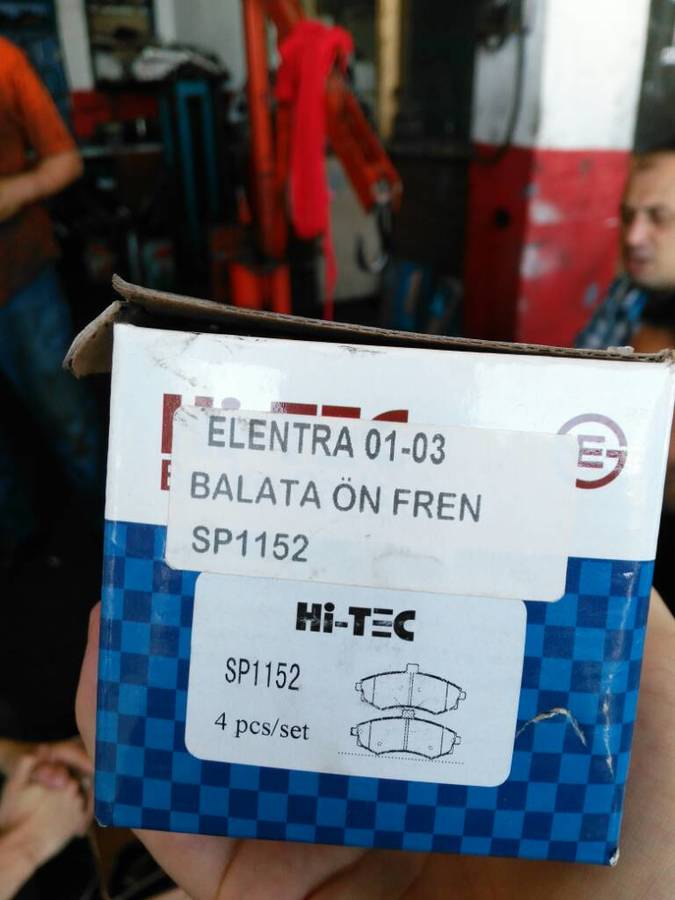 ELENTRA 01-03
BALATA ÖN FREN
SP1152
Hi-TEC
SP1152
4 pcs/set